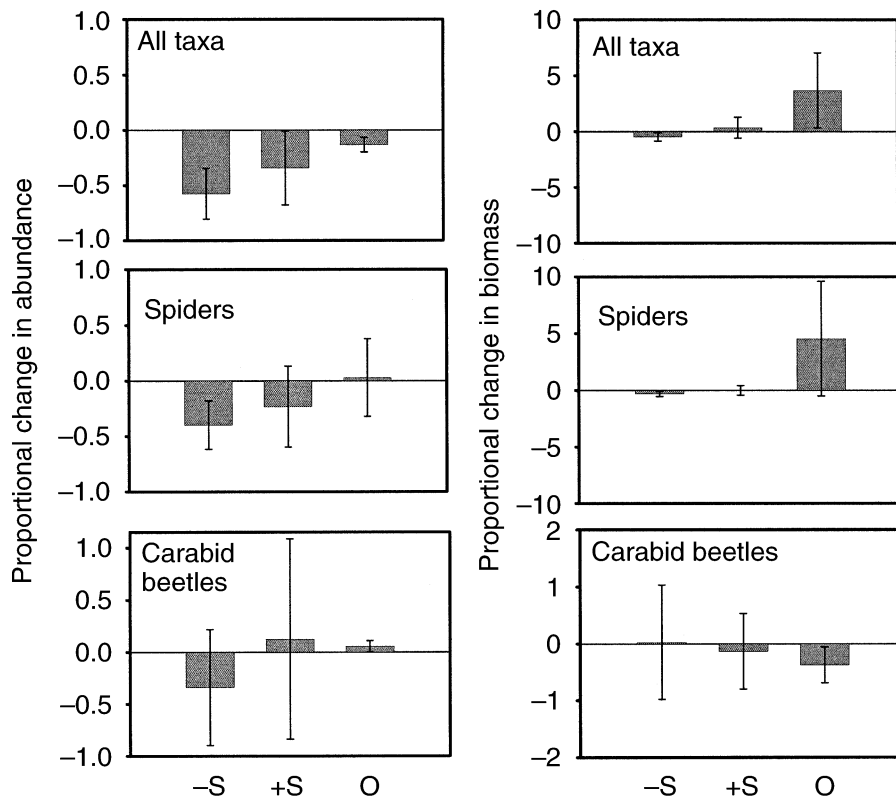 Proportional change in abundance
1.0
0.5
0.0
–0.5
–1.0
All taxa
1.0
0.5
0.0
–0.5
–1.0
Spiders
1.0
0.5
0.0
–0.5
–1.0
Carabid
beetles
–S
+S
O
Proportional change in biomass
10
5
0
–5
–10
All taxa
10
5
0
–5
–10
Spiders
2
1
0
–1
–2
Carabid beetles
–S
+S
O